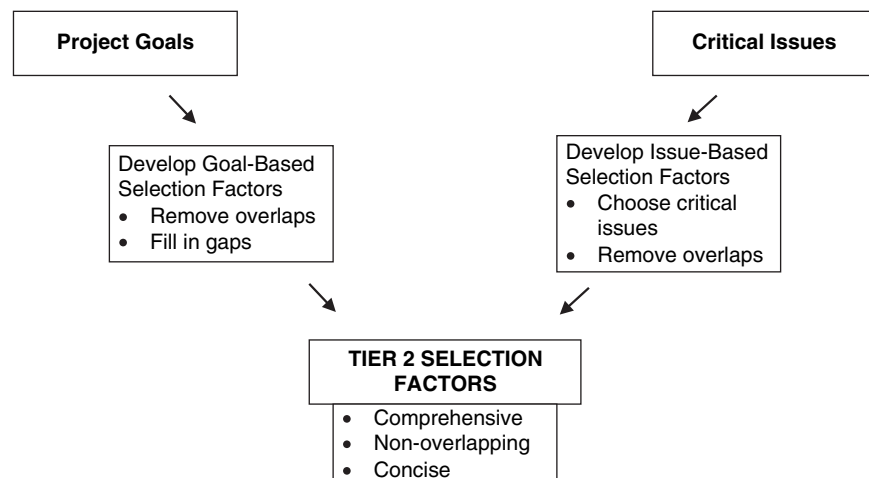 Project Goals
Critical Issues
Develop Goal-Based
Selection Factors
• Remove overlaps
• Fill in gaps
Develop Issue-Based
Selection Factors
• Choose critical
issues
• Remove overlaps
TIER 2 SELECTION
FACTORS
• Comprehensive
• Non-overlapping
• Concise